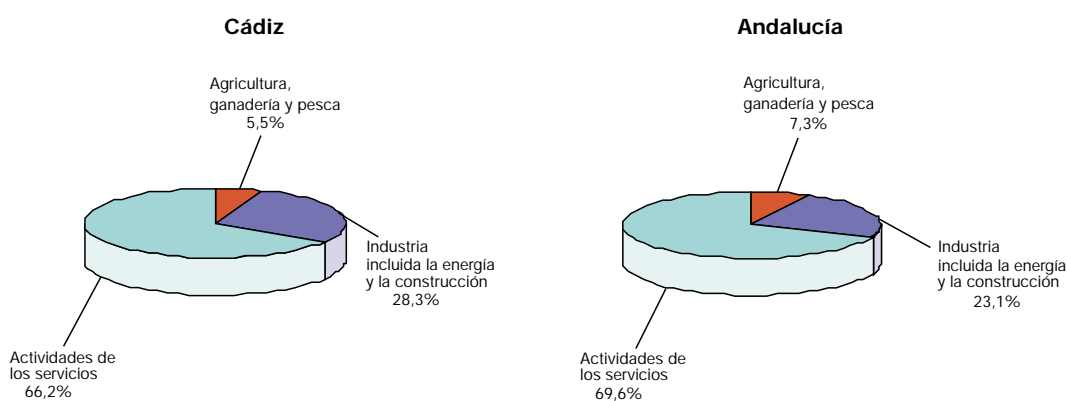 Cádiz
Agricultura,
ganadería y pesca
5,5%
Industria
incluida la energía
y la construcción
28,3%
Actividades de
los servicios
66,2%
Andalucía
Agricultura,
ganadería y pesca
7,3%
Industria
incluida la energía
y la construcción
23,1%
Actividades de
los servicios
69,6%